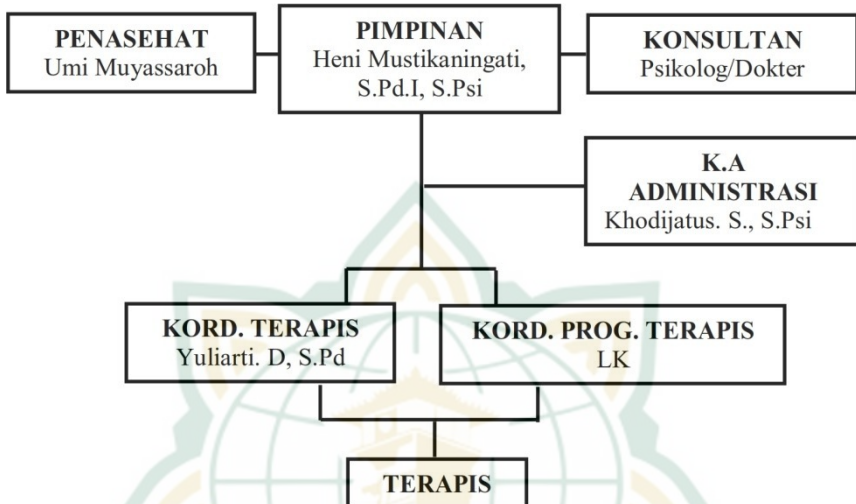 PENASEHAT
Umi Muyassaroh
PIMPINAN
Heni Mustikaningati,
S.Pd.I, S.Psi
KONSULTAN
Psikolog/Dokter
K.A
ADMINISTRASI
Khodijatus. S., S.Psi
KORD. TERAPIS
Yuliarti. D, S.Pd
KORD. PROG. TERAPIS
LK
TERAPIS